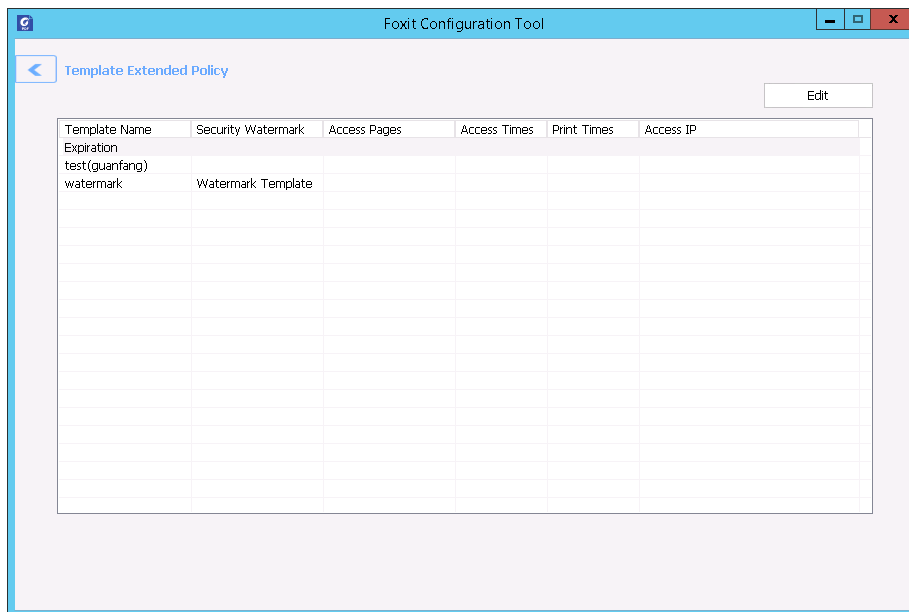 Foxit Configuration Tool
Template Extended Policy
Edit
Template Name Security Watermark Access Pages Access Times Print Times Access IP
Expiration
test(guanfang)
watermark Watermark Template